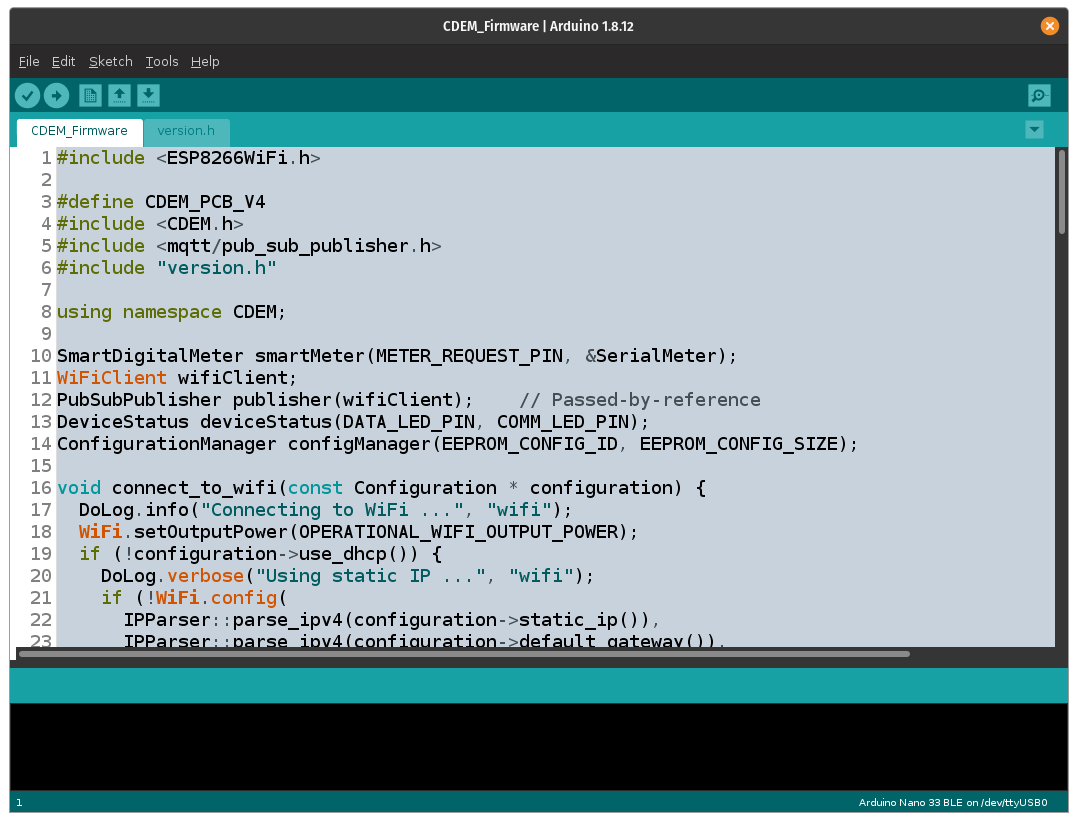 CDEM_Firmware | Arduino 1.8.12
File Edit Sketch Tools Help
CDEM_Firmware version.h
1 #include <ESP8266WiFi.h>
2
3 #define CDEM_PCB_V4
4 #include <CDEM.h>
5 #include <mqtt/pub_sub_publisher.h>
6 #include "version.h"
7
8 using namespace CDEM;
9
10 SmartDigitalMeter smartMeter(METER_REQUEST_PIN, &SerialMeter);
11 WiFiClient wifiClient;
12 PubSubPublisher publisher(wifiClient);    // Passed-by-reference
13 DeviceStatus deviceStatus(DATA_LED_PIN, COMM_LED_PIN);
14 ConfigurationManager configManager(EEPROM_CONFIG_ID, EEPROM_CONFIG_SIZE);
15
16 void connect_to_wifi(const Configuration * configuration) {
17   DoLog.info("Connecting to WiFi ...", "wifi");
18   WiFi.setOutputPower(OPERATIONAL_WIFI_OUTPUT_POWER);
19   if (!configuration->use_dhcp()) {
20     DoLog.verbose("Using static IP ...", "wifi");
21     if (!WiFi.config(
22       IPParser::parse_ipv4(configuration->static_ip()),
23       IPParser::parse_ipv4(configuration->default_gateway()),
1
Arduino Nano 33 BLE on /dev/ttyUSB0